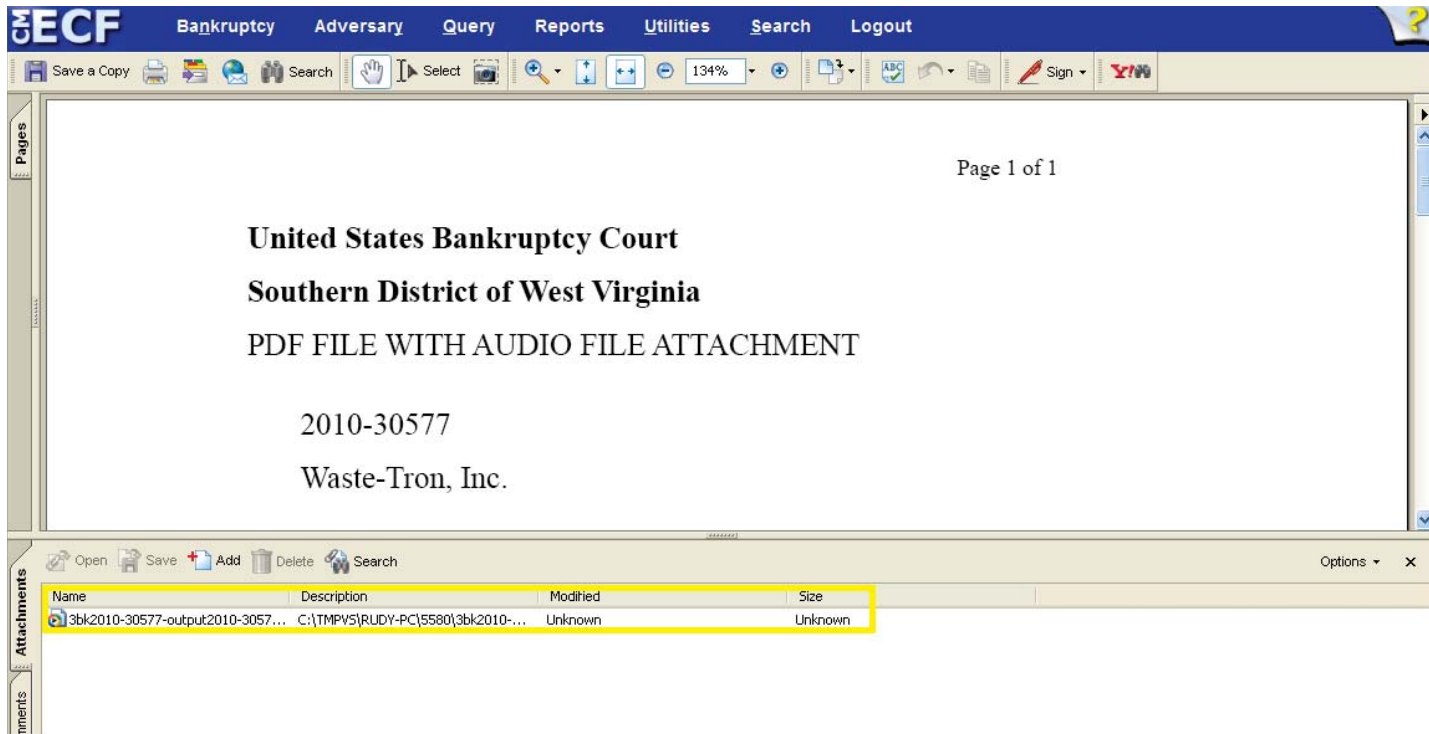 CM ECF Bankruptcy Adversary Query Reports Utilities Search Logout ?
Save a Copy Search Select 134% ABC Sign Y!
Pages
Page 1 of 1
United States Bankruptcy Court
Southern District of West Virginia
PDF FILE WITH AUDIO FILE ATTACHMENT
2010-30577
Waste-Tron, Inc.
Open Save Add Delete Search Options x
Attachments
Name Description Modified Size
3bk2010-30577-output2010-3057... C:\TMPVS\RUDY-PC\5580\3bk2010-... Unknown Unknown